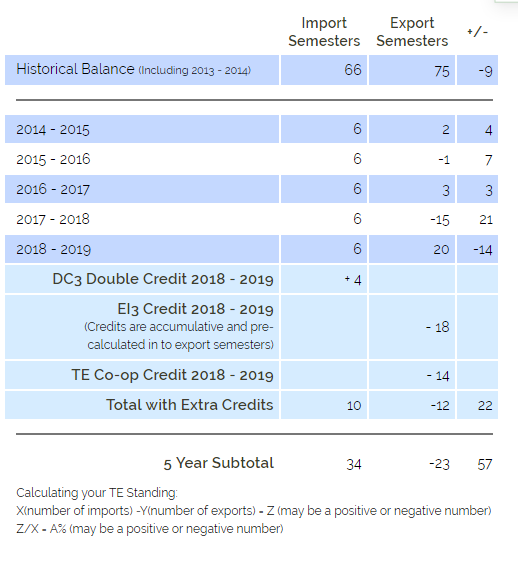 Import Semesters Export Semesters +/-
Historical Balance (Including 2013 - 2014) 66 75 -9
2014 - 2015 6 2 4
2015 - 2016 6 -1 7
2016 - 2017 6 3 3
2017 - 2018 6 -15 21
2018 - 2019 6 20 -14
DC3 Double Credit 2018 - 2019 + 4
EI3 Credit 2018 - 2019
(Credits are accumulative and pre-
calculated in to export semesters) - 18
TE Co-op Credit 2018 - 2019 - 14
Total with Extra Credits 10 -12 22
5 Year Subtotal 34 -23 57
Calculating your TE Standing:
X(number of imports) -Y(number of exports) = Z (may be a positive or negative number)
Z/X = A% (may be a positive or negative number)